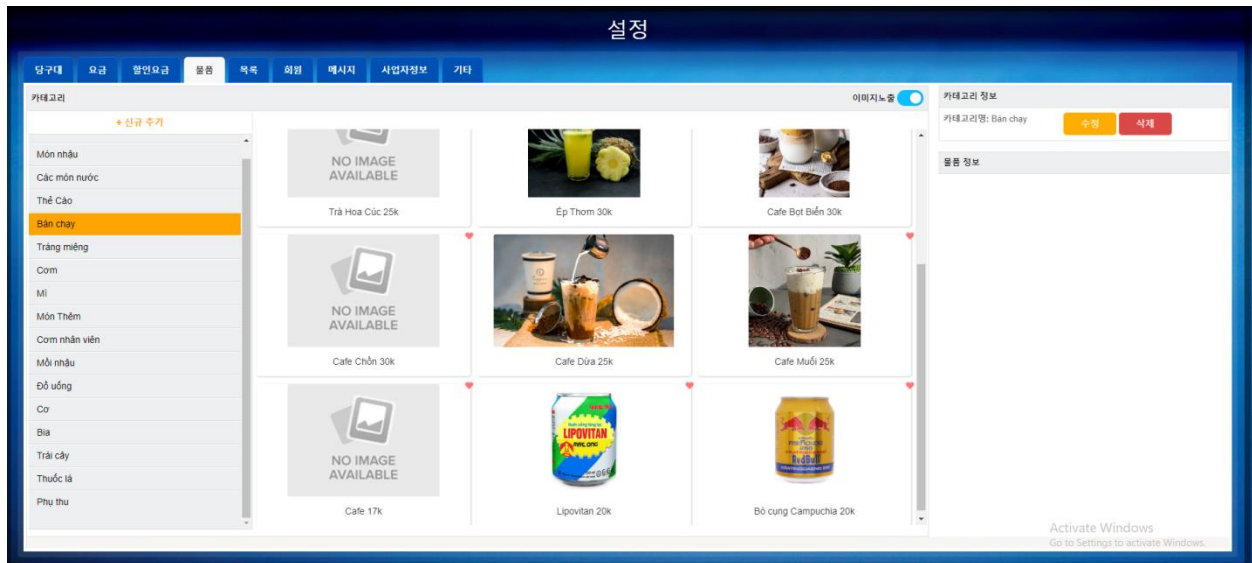 설정
당구대 요금 할인요금 물품 목록 회원 메시지 사업자정보 기타
카테고리 이미지노출
+ 신규 추가
Món nhậu
Các món nước
Thẻ Cào
Bán chạy
Tráng miệng
Cơm
Mì
Món Thêm
Cơm nhân viên
Mồi nhậu
Đồ uống
Cơ
Bia
Trái cây
Thuốc lá
Phụ thu
NO IMAGE
AVAILABLE
Trà Hoa Cúc 25k
Ép Thơm 30k
Cafe Bọt Biển 30k
NO IMAGE
AVAILABLE
Cafe Chồn 30k
Cafe Dừa 25k
Cafe Muối 25k
NO IMAGE
AVAILABLE
Cafe 17k
LIPOVITAN
Lipovitan 20k
RedBull
Bò cụng Campuchia 20k
카테고리 정보
카테고리명: Bán chạy 수정 삭제
물품 정보
Activate Windows
Go to Settings to activate Windows.